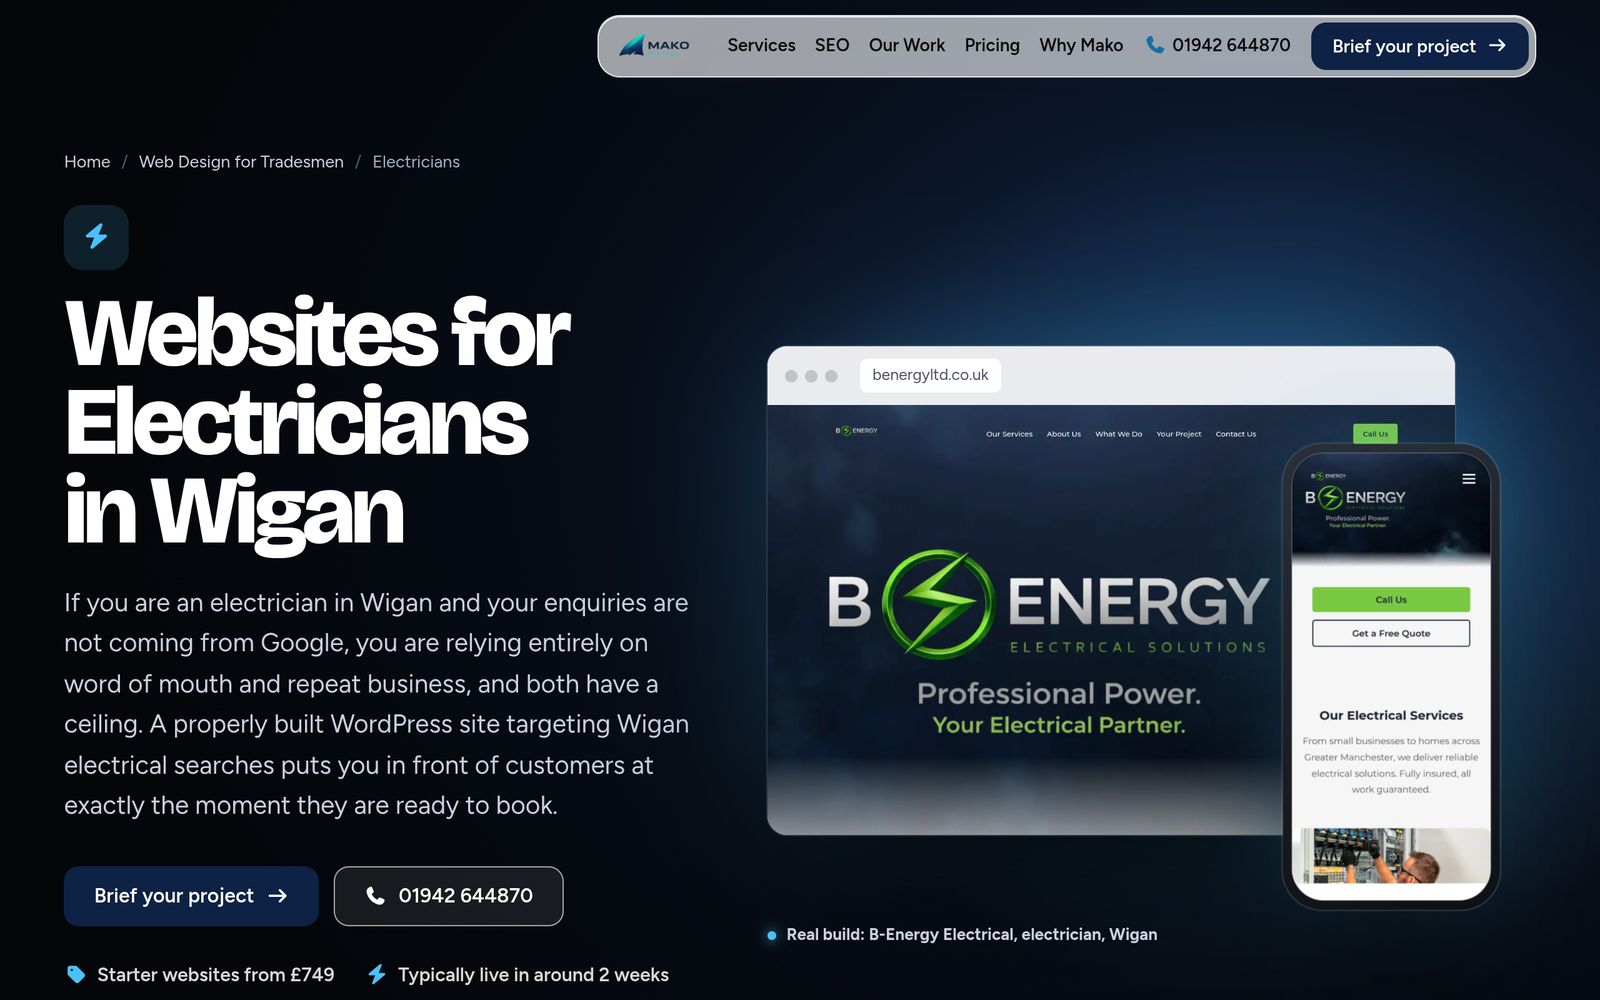 MAKO
Services SEO Our Work Pricing Why Mako 01942 644870 Brief your project
Home / Web Design for Tradesmen / Electricians
Websites for
Electricians
in Wigan
If you are an electrician in Wigan and your enquiries are
not coming from Google, you are relying entirely on
word of mouth and repeat business, and both have a
ceiling. A properly built WordPress site targeting Wigan
electrical searches puts you in front of customers at
exactly the moment they are ready to book.
Brief your project 01942 644870
Starter websites from £749 Typically live in around 2 weeks
benergyltd.co.uk
B ENERGY Our Services About Us What We Do Your Project Contact Us Call Us
B ENERGY
ELECTRICAL SOLUTIONS
Professional Power.
Your Electrical Partner.
B ENERGY
B ENERGY
ELECTRICAL SOLUTIONS
Professional Power.
Your Electrical Partner.
Call Us
Get a Free Quote
Our Electrical Services
From small businesses to homes across
Greater Manchester, we deliver reliable
electrical solutions. Fully insured, all
work guaranteed.
Real build: B-Energy Electrical, electrician, Wigan